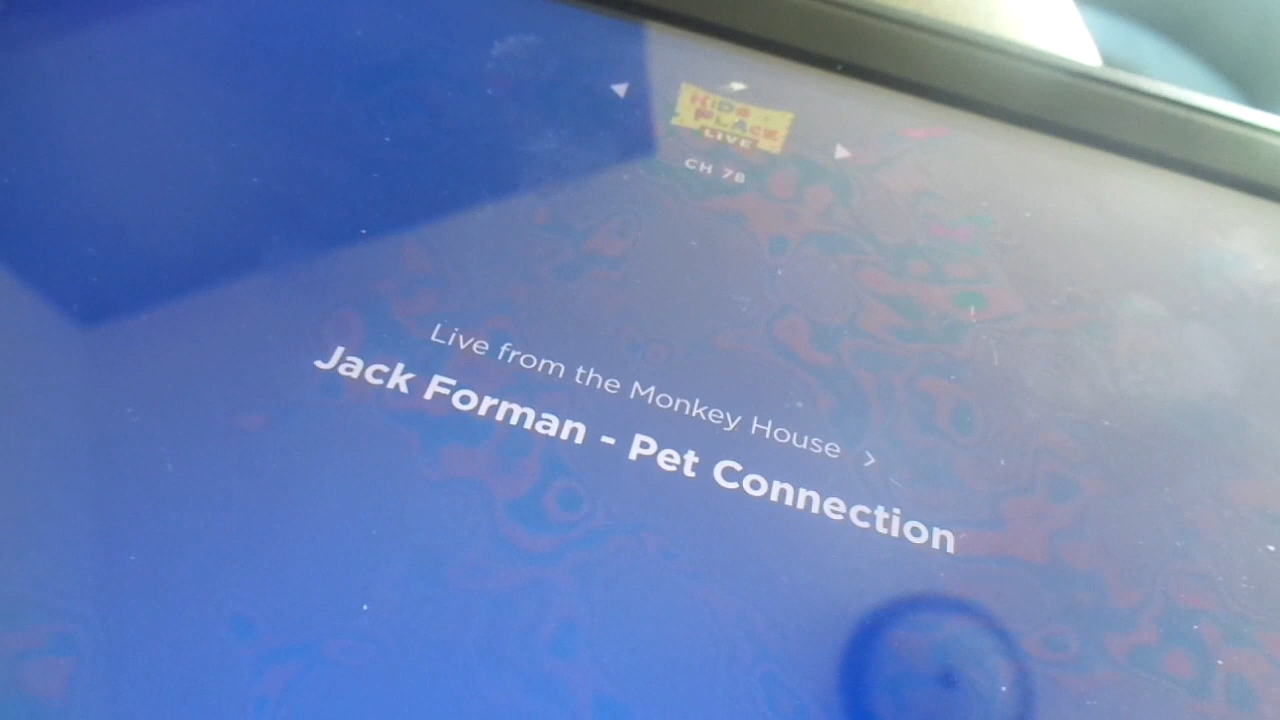 KIDS
PLACE
LIVE
CH 78
Live from the Monkey House >
Jack Forman - Pet Connection